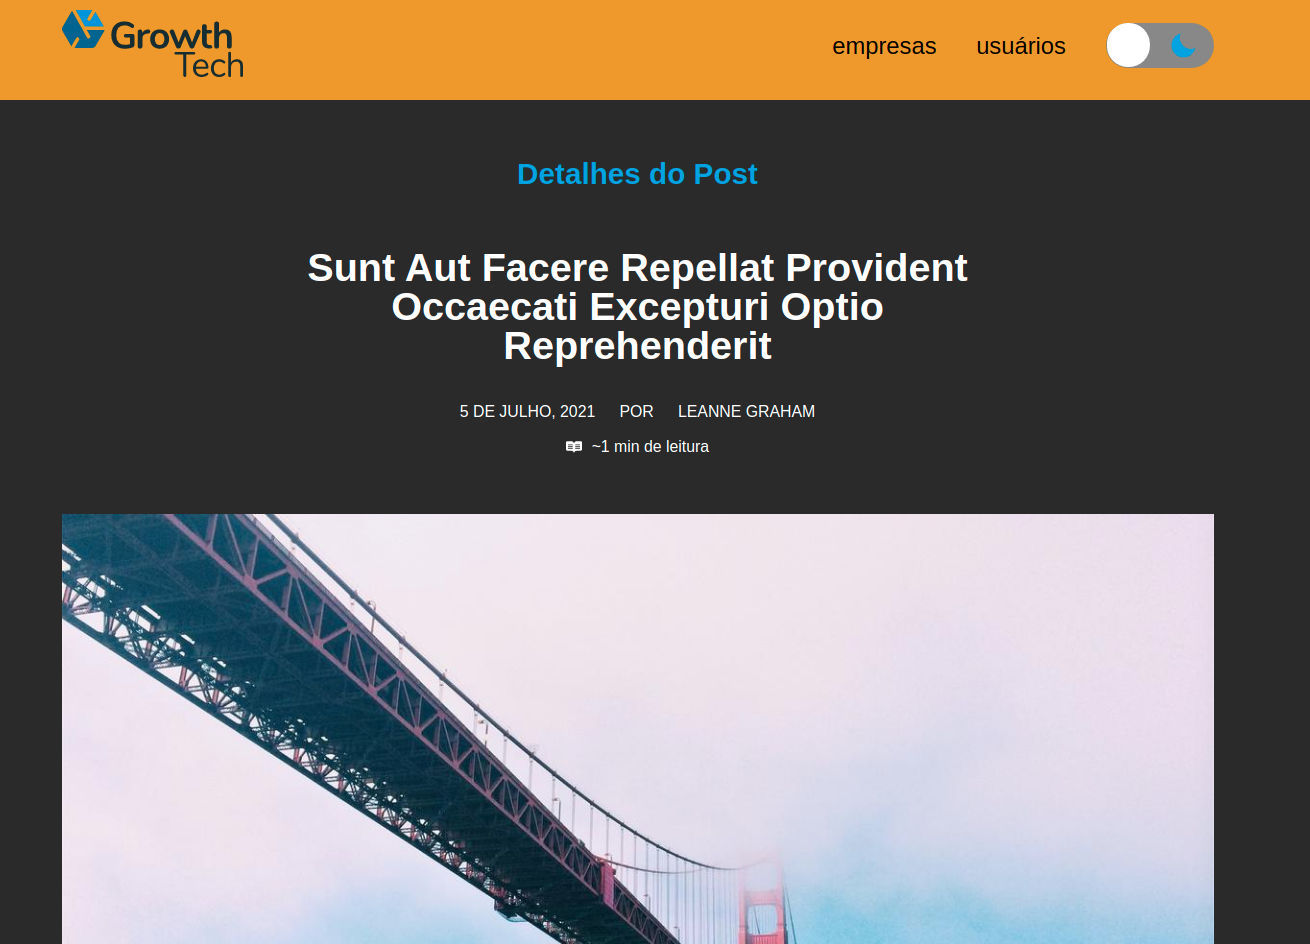 Growth
Tech
empresas usuários
Detalhes do Post
Sunt Aut Facere Repellat Provident
Occaecati Excepturi Optio
Reprehenderit
5 DE JULHO, 2021 POR LEANNE GRAHAM
~1 min de leitura